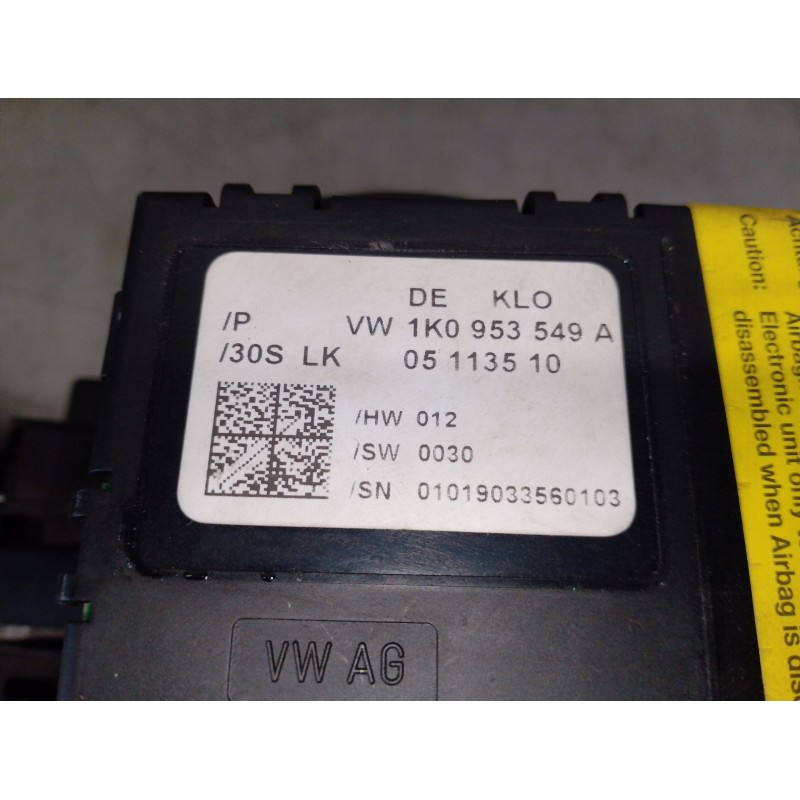 DE KLO
/P VW 1K0 953 549 A
/30S LK 05 1135 10
/HW 012
/SW 0030
/SN 01019033560103
VW AG
Caution:
Airbag-
Electronic unit only
disassembled when Airbag is